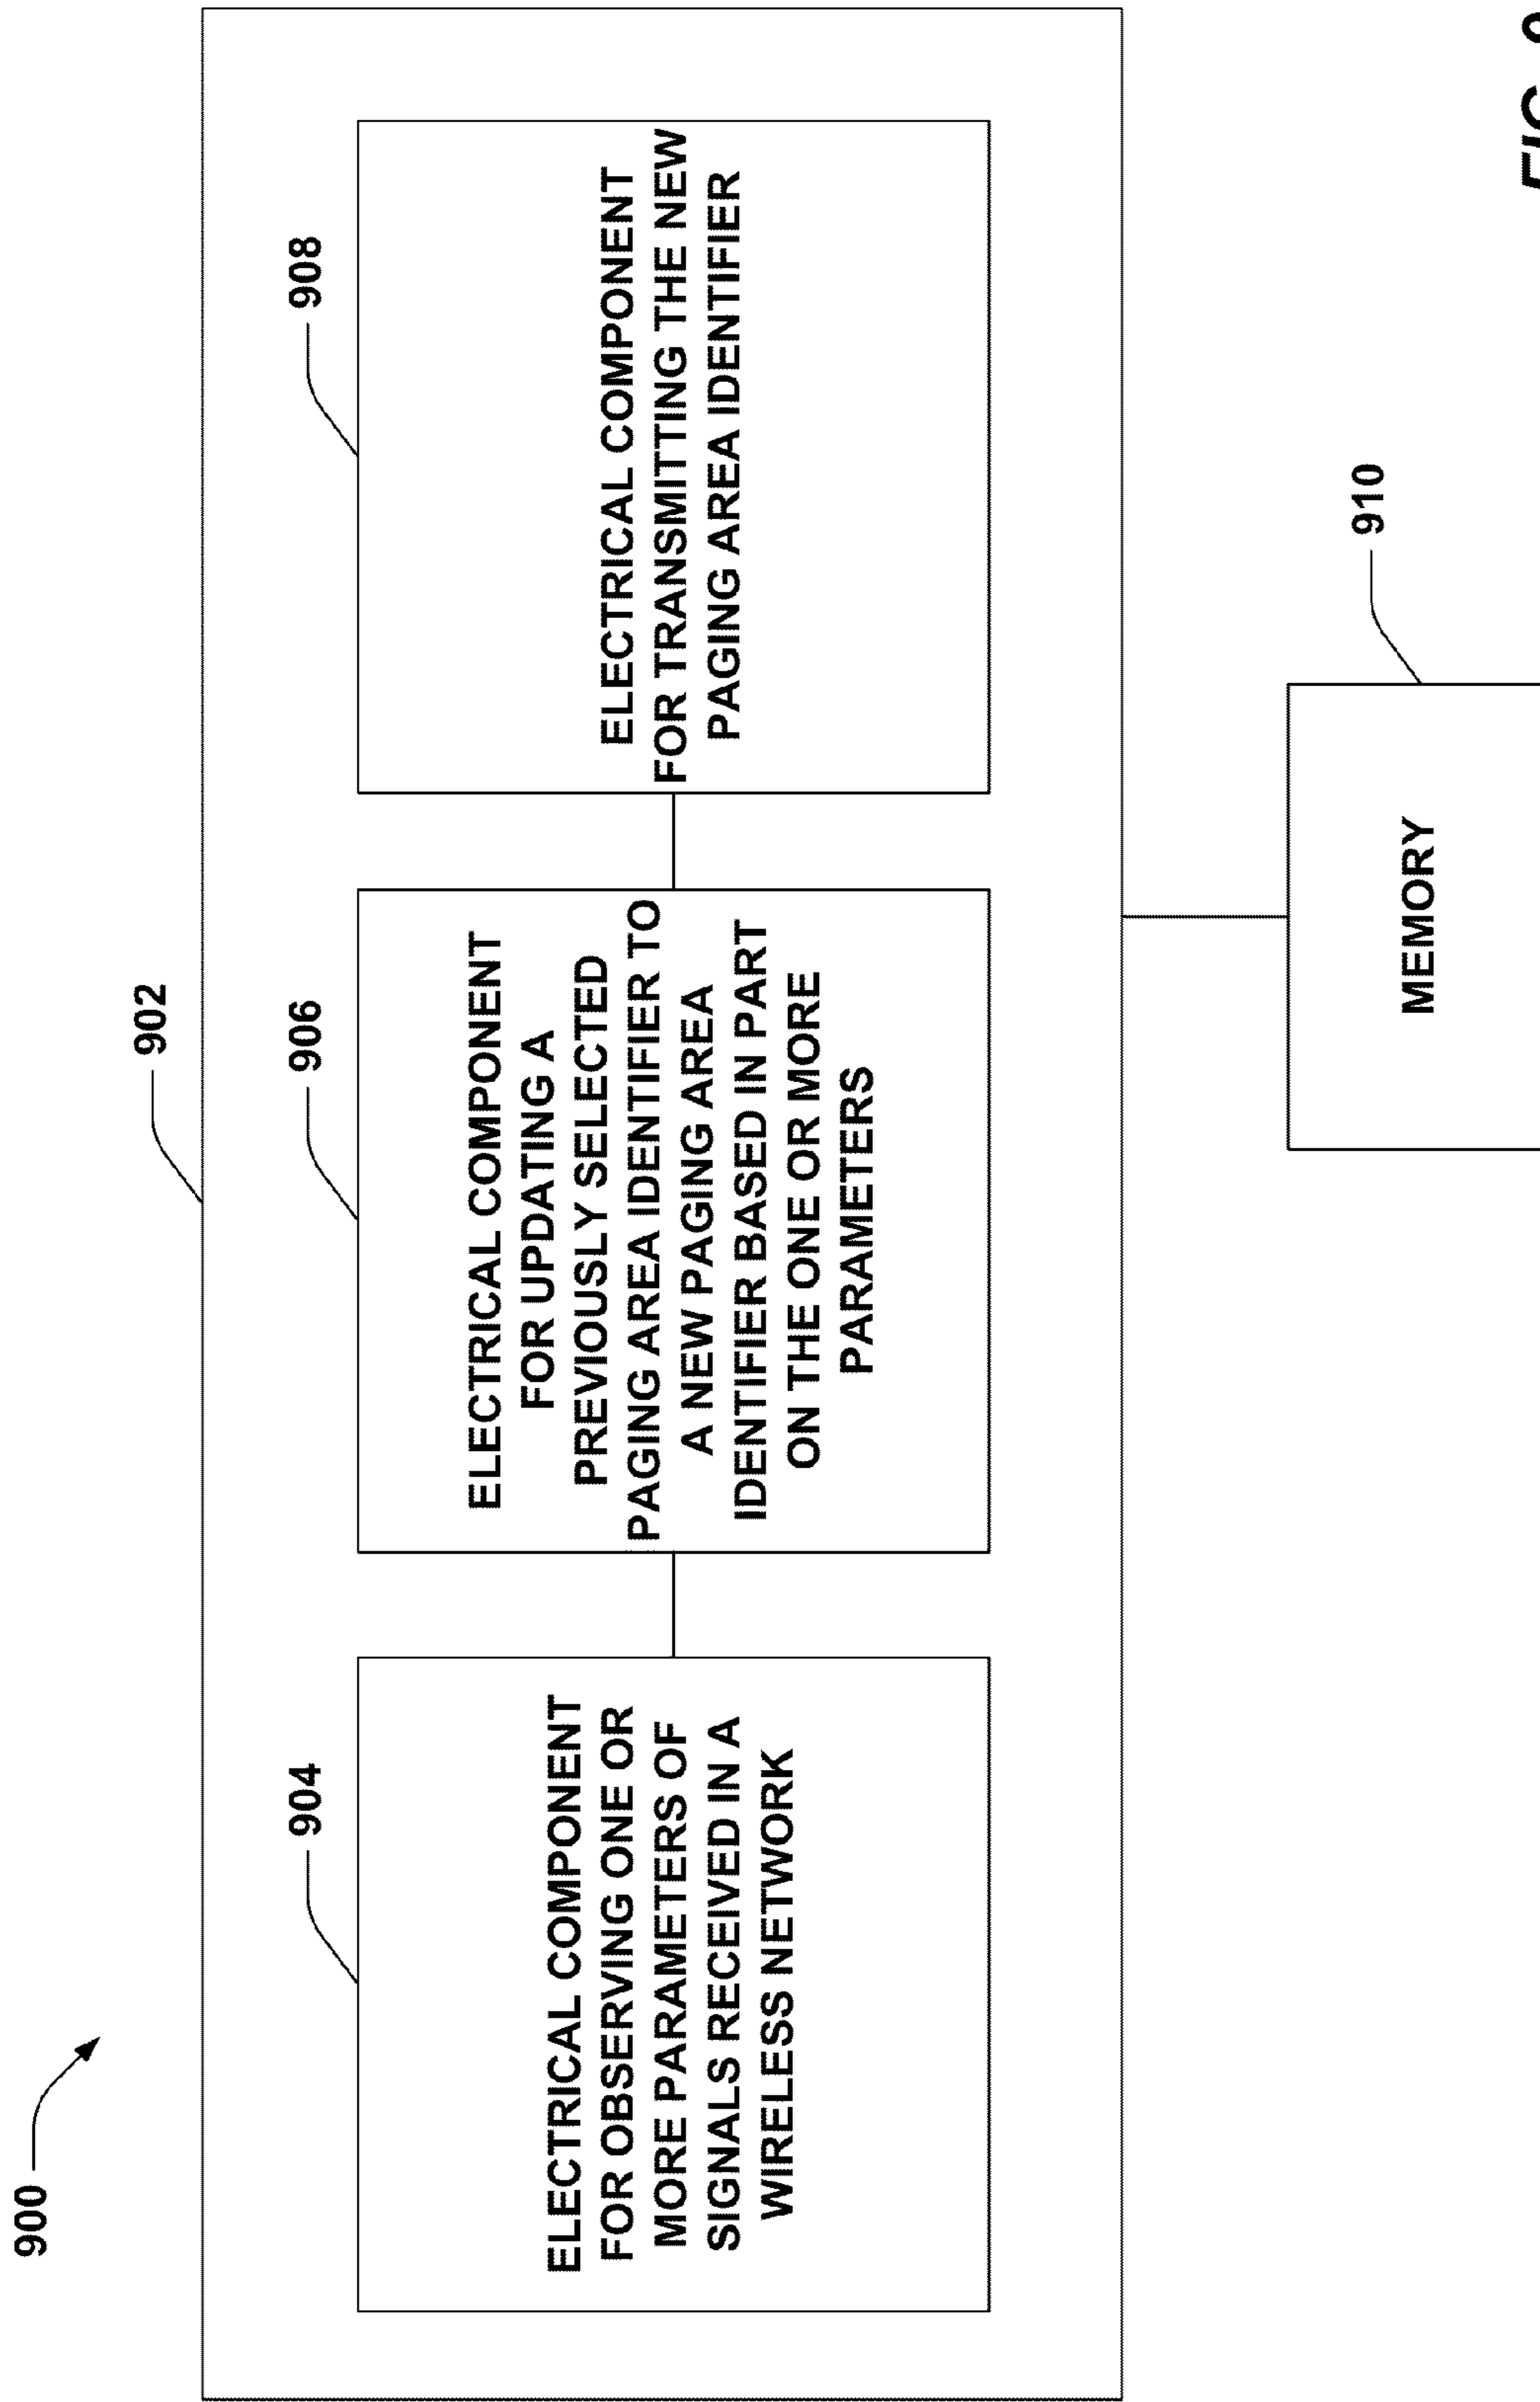 900
902
904
ELECTRICAL COMPONENT
FOR OBSERVING ONE OR
MORE PARAMETERS OF
SIGNALS RECEIVED IN A
WIRELESS NETWORK
906
ELECTRICAL COMPONENT
FOR UPDATING A
PREVIOUSLY SELECTED
PAGING AREA IDENTIFIER TO
A NEW PAGING AREA
IDENTIFIER BASED IN PART
ON THE ONE OR MORE
PARAMETERS
908
ELECTRICAL COMPONENT
FOR TRANSMITTING THE NEW
PAGING AREA IDENTIFIER
910
MEMORY
FIG.